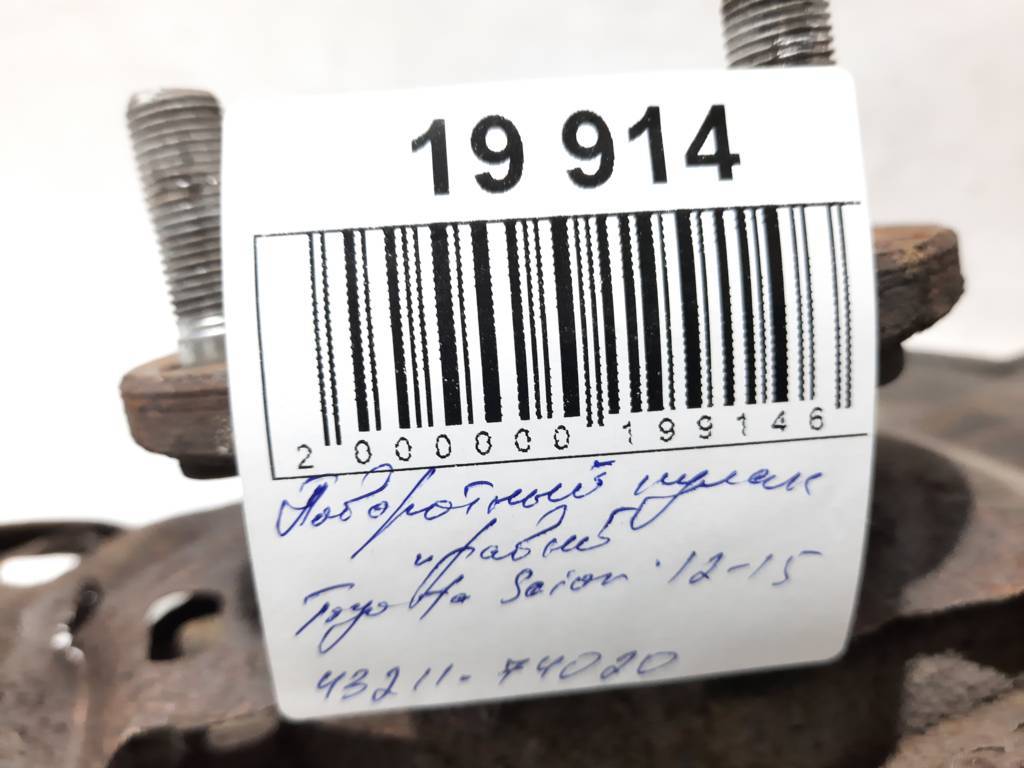 19 914
2 000000 199146
Поворотный кулак
правый
Toyota Scion 12-15
43211-74020